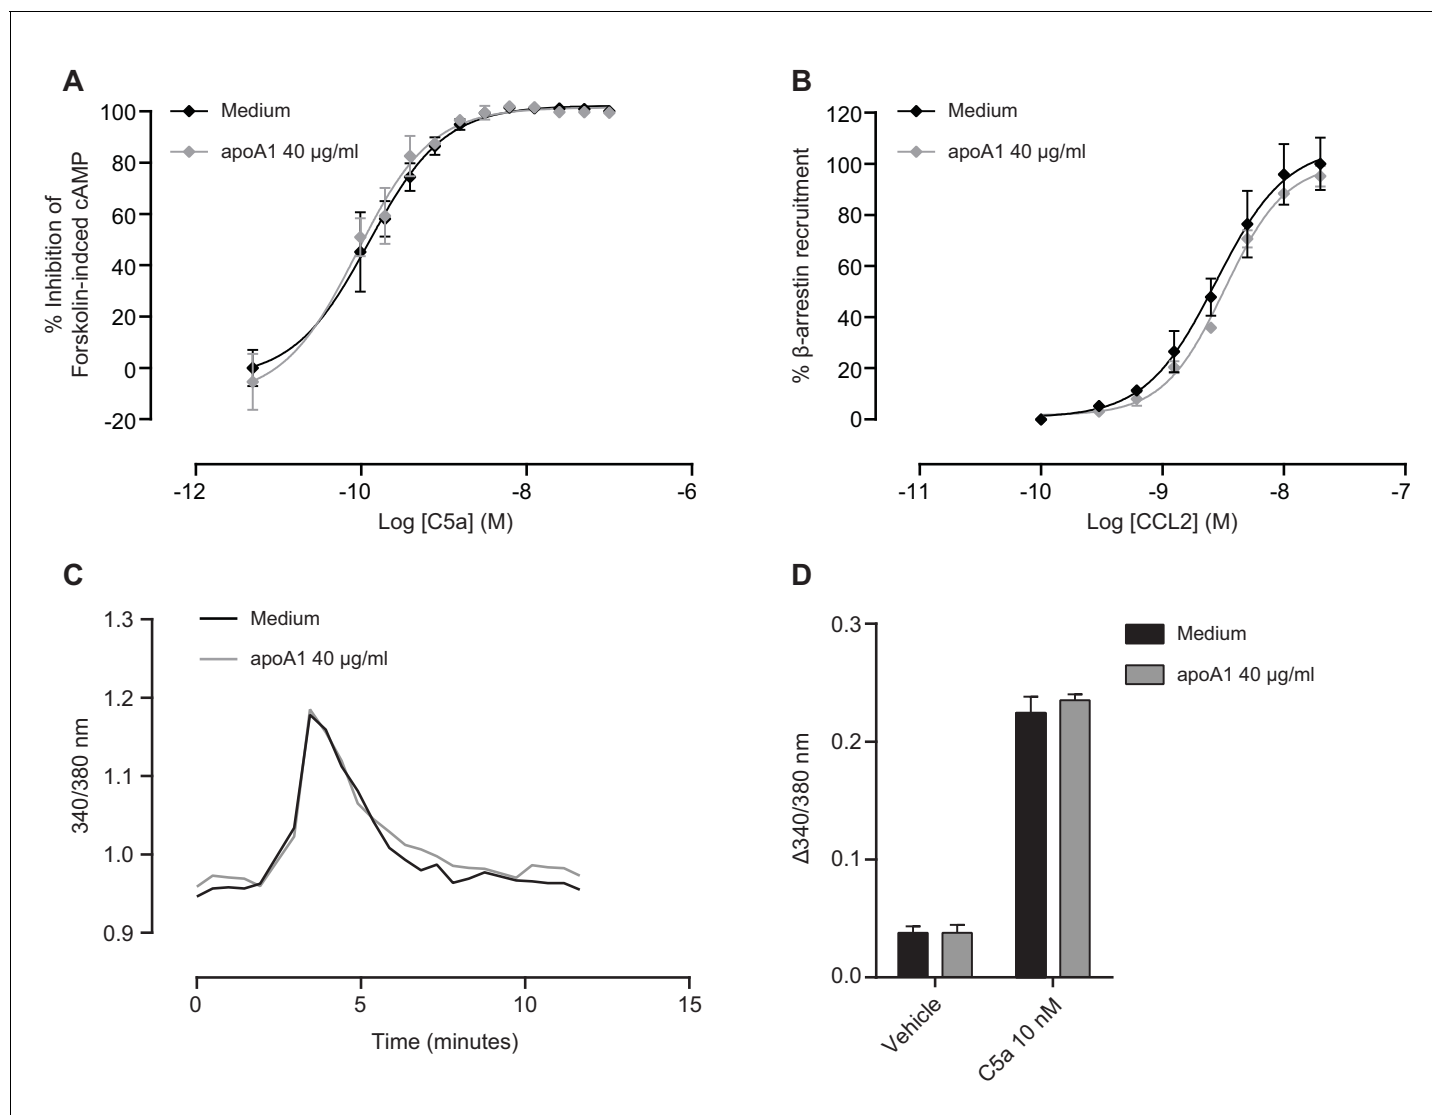 A
Medium
apoA1 40 µg/ml
% Inhibition of
Forskolin-indced cAMP
100
80
60
40
20
0
-20
-12
-10
-8
-6
Log [C5a] (M)
B
Medium
apoA1 40 µg/ml
% β-arrestin recruitment
120
100
80
60
40
20
0
-11
-10
-9
-8
-7
Log [CCL2] (M)
C
Medium
apoA1 40 µg/ml
340/380 nm
1.3
1.2
1.1
1.0
0.9
0
5
10
15
Time (minutes)
D
Medium
apoA1 40 µg/ml
Δ340/380 nm
0.3
0.2
0.1
0.0
Vehicle
C5a 10 nM